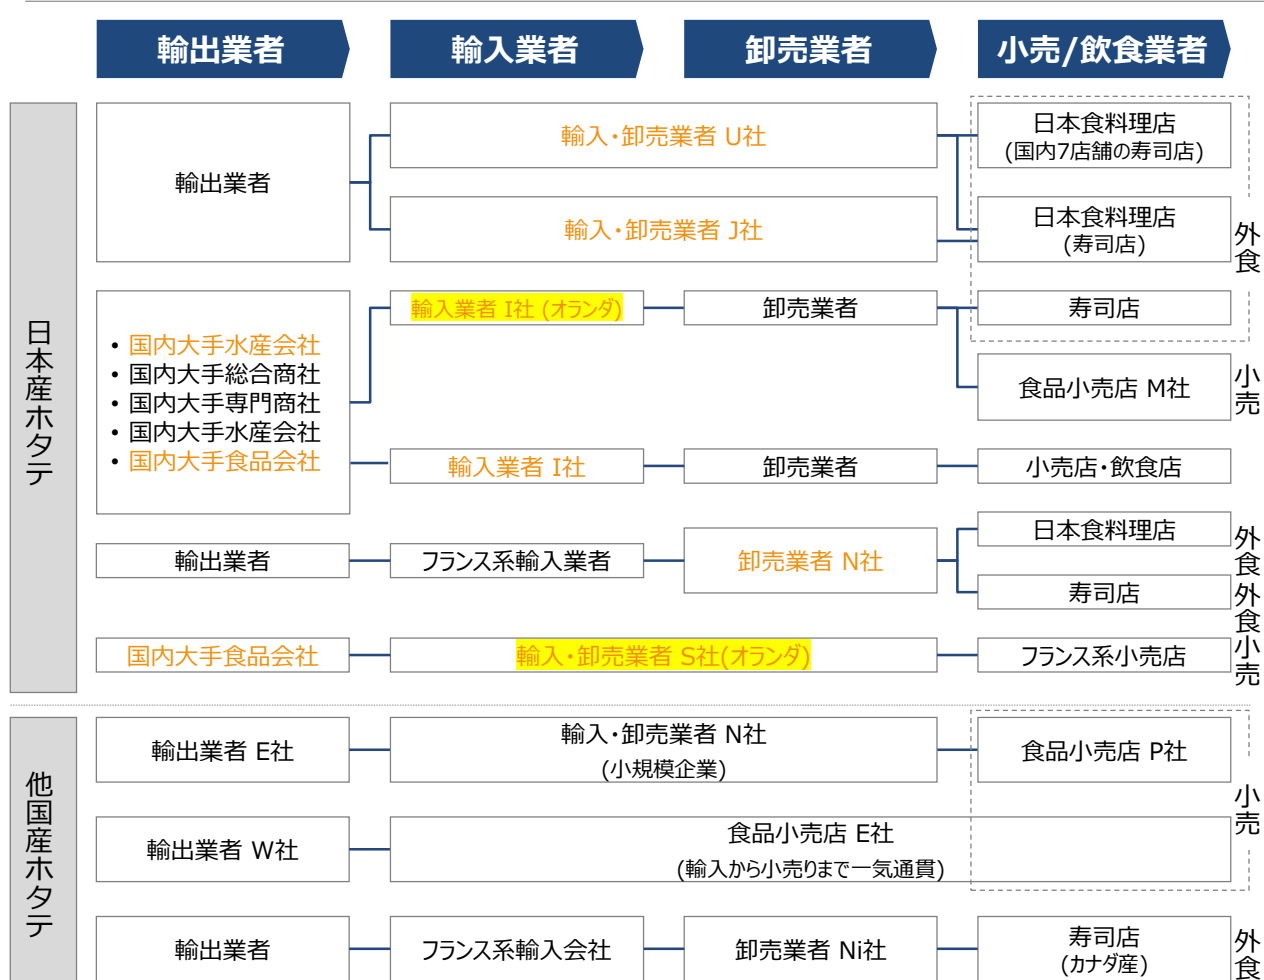 輸出業者
輸入業者
卸売業者
小売/飲食業者
日本産ホタテ
輸出業者
輸入・卸売業者 U社
日本食料理店
(国内7店舗の寿司店)
輸入・卸売業者 J社
日本食料理店
(寿司店)
外食
• 国内大手水産会社
• 国内大手総合商社
• 国内大手専門商社
• 国内大手水産会社
• 国内大手食品会社
輸入業者 I社 (オランダ)
卸売業者
寿司店
食品小売店 M社
小売
輸入業者 I社
卸売業者
小売店・飲食店
輸出業者
フランス系輸入業者
卸売業者 N社
日本食料理店
外食
寿司店
外食
国内大手食品会社
輸入・卸売業者 S社(オランダ)
フランス系小売店
小売
他国産ホタテ
輸出業者 E社
輸入・卸売業者 N社
(小規模企業)
食品小売店 P社
小売
輸出業者 W社
食品小売店 E社
(輸入から小売りまで一気通貫)
輸出業者
フランス系輸入会社
卸売業者 Ni社
寿司店
(カナダ産)
外食